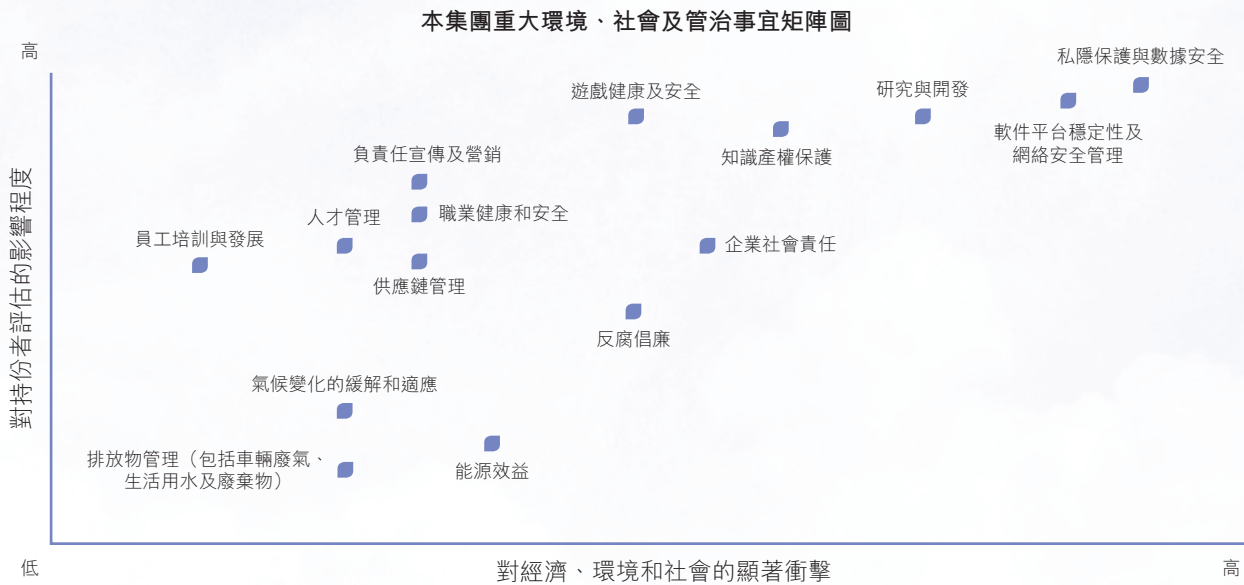 本集團重大環境、社會及管治事宜矩陣圖
高
私隱保護與數據安全
遊戲健康及安全
研究與開發
軟件平台穩定性及
網絡安全管理
負責任宣傳及營銷
知識產權保護
人才管理
職業健康和安全
員工培訓與發展
企業社會責任
供應鏈管理
反腐倡廉
氣候變化的緩解和適應
排放物管理（包括車輛廢氣、
生活用水及廢棄物）
能源效益
對持份者評估的影響程度
低
對經濟、環境和社會的顯著衝擊
高